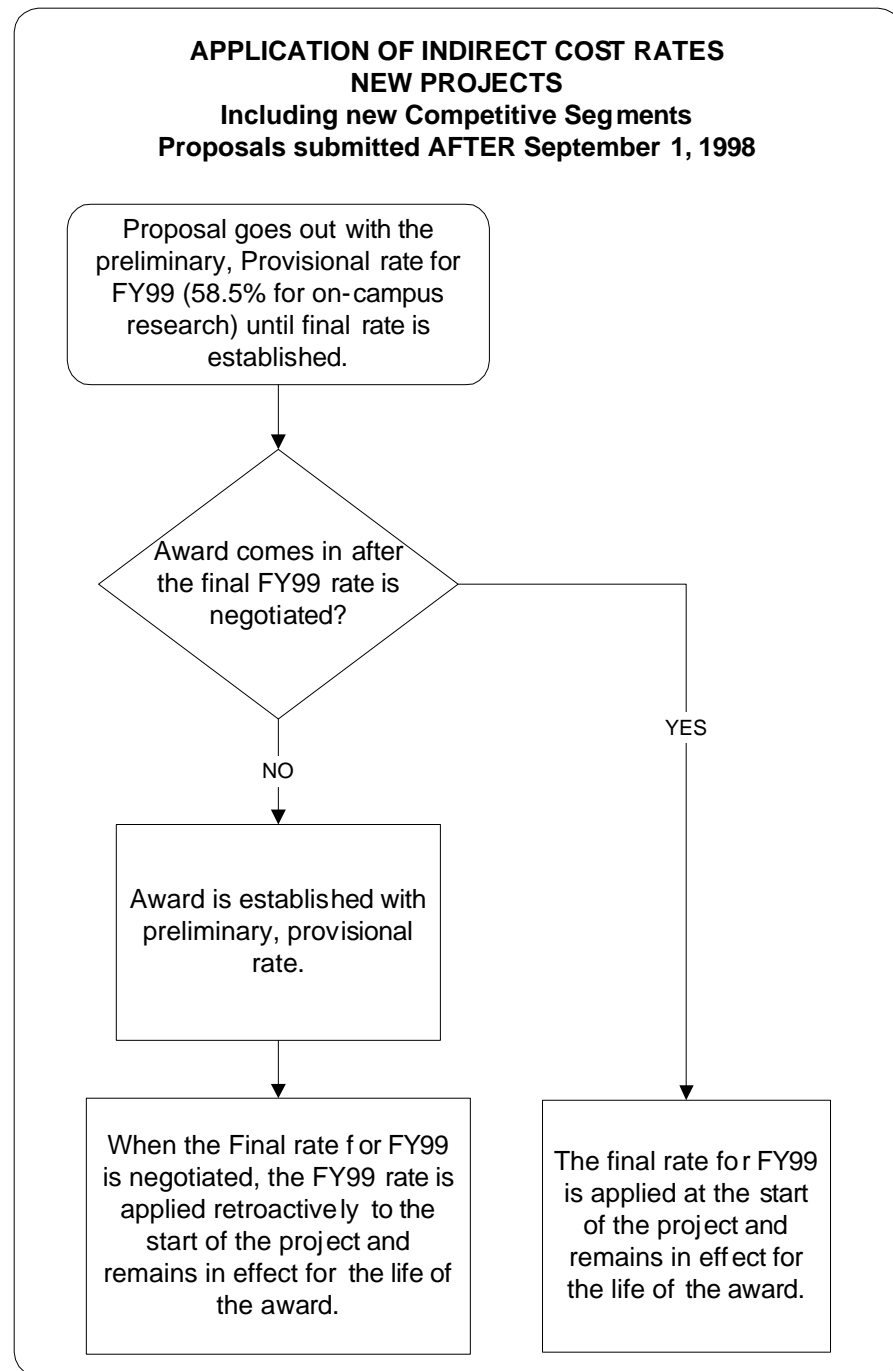 APPLICATION OF INDIRECT COST RATES
NEW PROJECTS
Including new Competitive Segments
Proposals submitted AFTER September 1, 1998
Proposal goes out with the
preliminary, Provisional rate for
FY99 (58.5% for on-campus
research) until final rate is
established.
Award comes in after
the final FY99 rate is
negotiated?
YES
NO
Award is established with
preliminary, provisional
rate.
When the Final rate for FY99
is negotiated, the FY99 rate is
applied retroactively to the
start of the project and
remains in effect for the life of
the award.
The final rate for FY99
is applied at the start
of the project and
remains in effect for
the life of the award.